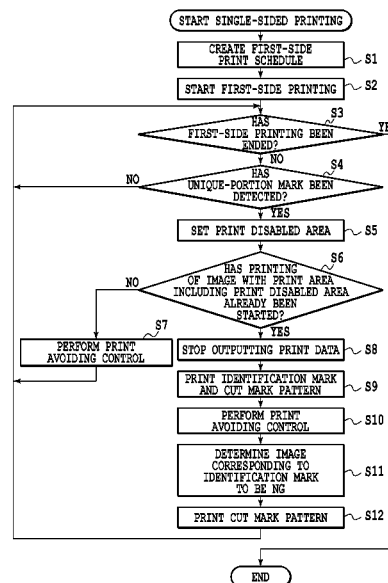 START SINGLE-SIDED PRINTING
CREATE FIRST-SIDE
PRINT SCHEDULE
S1
START FIRST-SIDE PRINTING
S2
S3
HAS
FIRST-SIDE PRINTING BEEN
ENDED?
YES
NO
S4
HAS
UNIQUE-PORTION MARK BEEN
DETECTED?
NO
YES
SET PRINT DISABLED AREA
S5
S6
HAS PRINTING
OF IMAGE WITH PRINT AREA
INCLUDING PRINT DISABLED AREA
ALREADY BEEN
STARTED?
NO
YES
S7
PERFORM PRINT
AVOIDING CONTROL
STOP OUTPUTTING PRINT DATA
S8
PRINT IDENTIFICATION MARK
AND CUT MARK PATTERN
S9
PERFORM PRINT
AVOIDING CONTROL
S10
DETERMINE IMAGE
CORRESPONDING TO
IDENTIFICATION MARK
TO BE NG
S11
PRINT CUT MARK PATTERN
S12
END